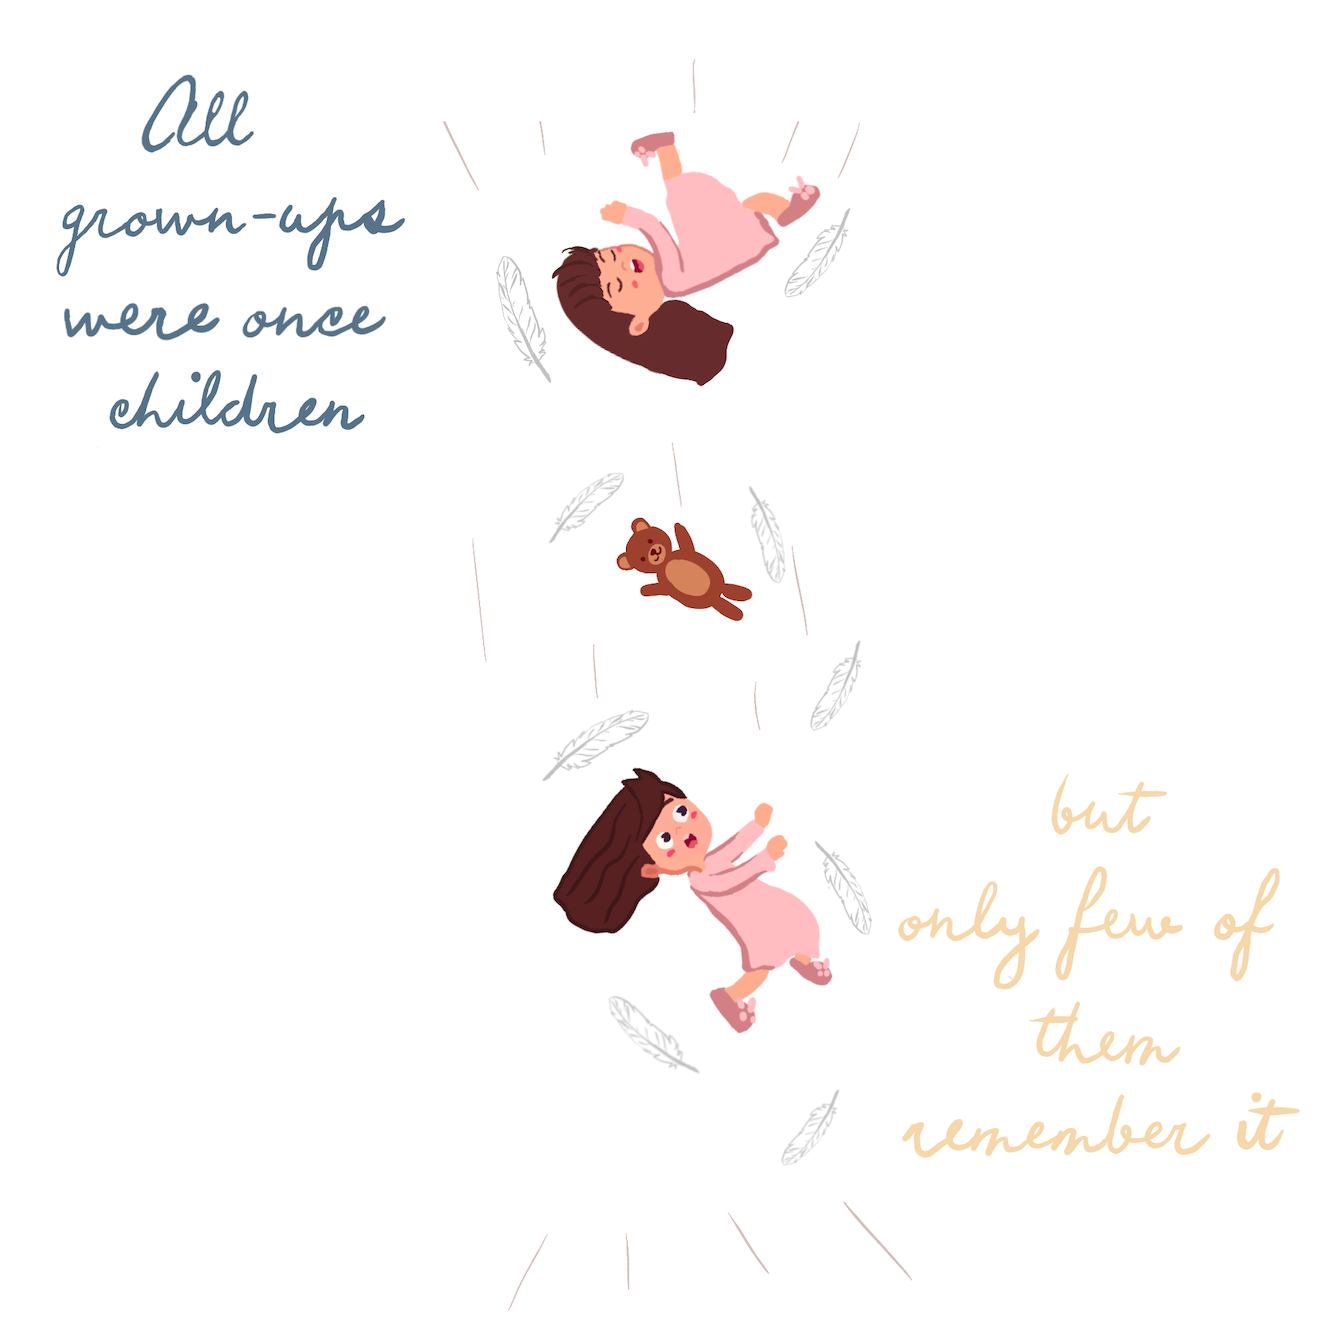 All
grown-ups
were once
children
but
only few of
them
remember it